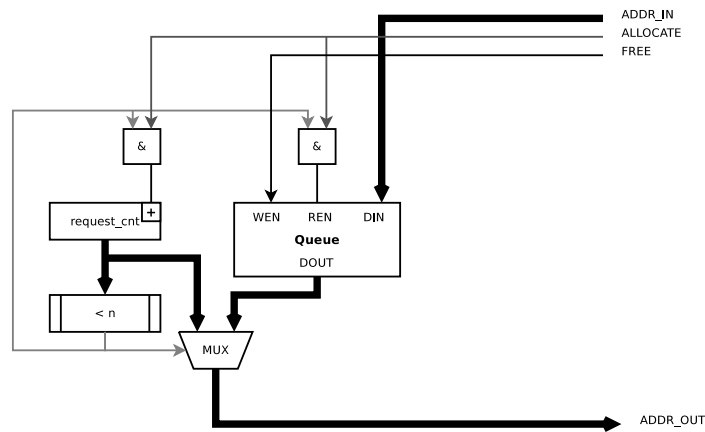 ADDR_IN
ALLOCATE
FREE
&
&
request_cnt
+
WEN
REN
DIN
Queue
DOUT
< n
MUX
ADDR_OUT